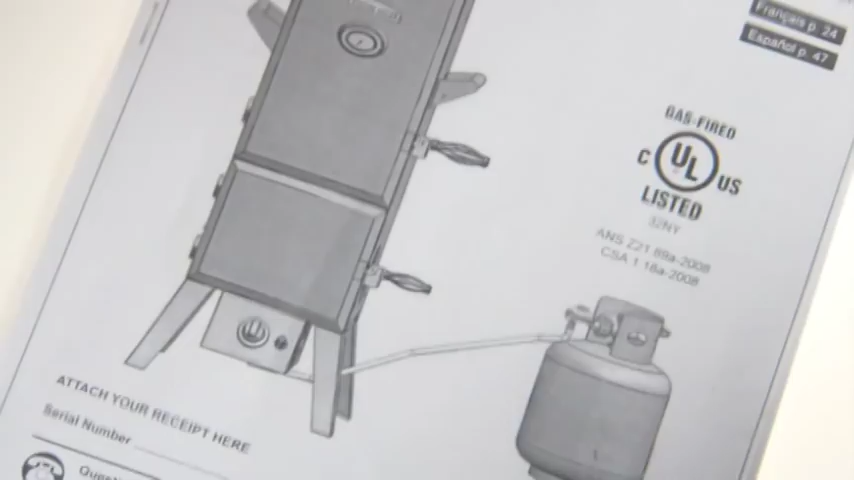 Français p. 24
Español p. 47
GAS-FIRED
C UL US
LISTED
32NY
ANS Z21.89a-2008
CSA 1.18a-2008
ATTACH YOUR RECEIPT HERE
Serial Number